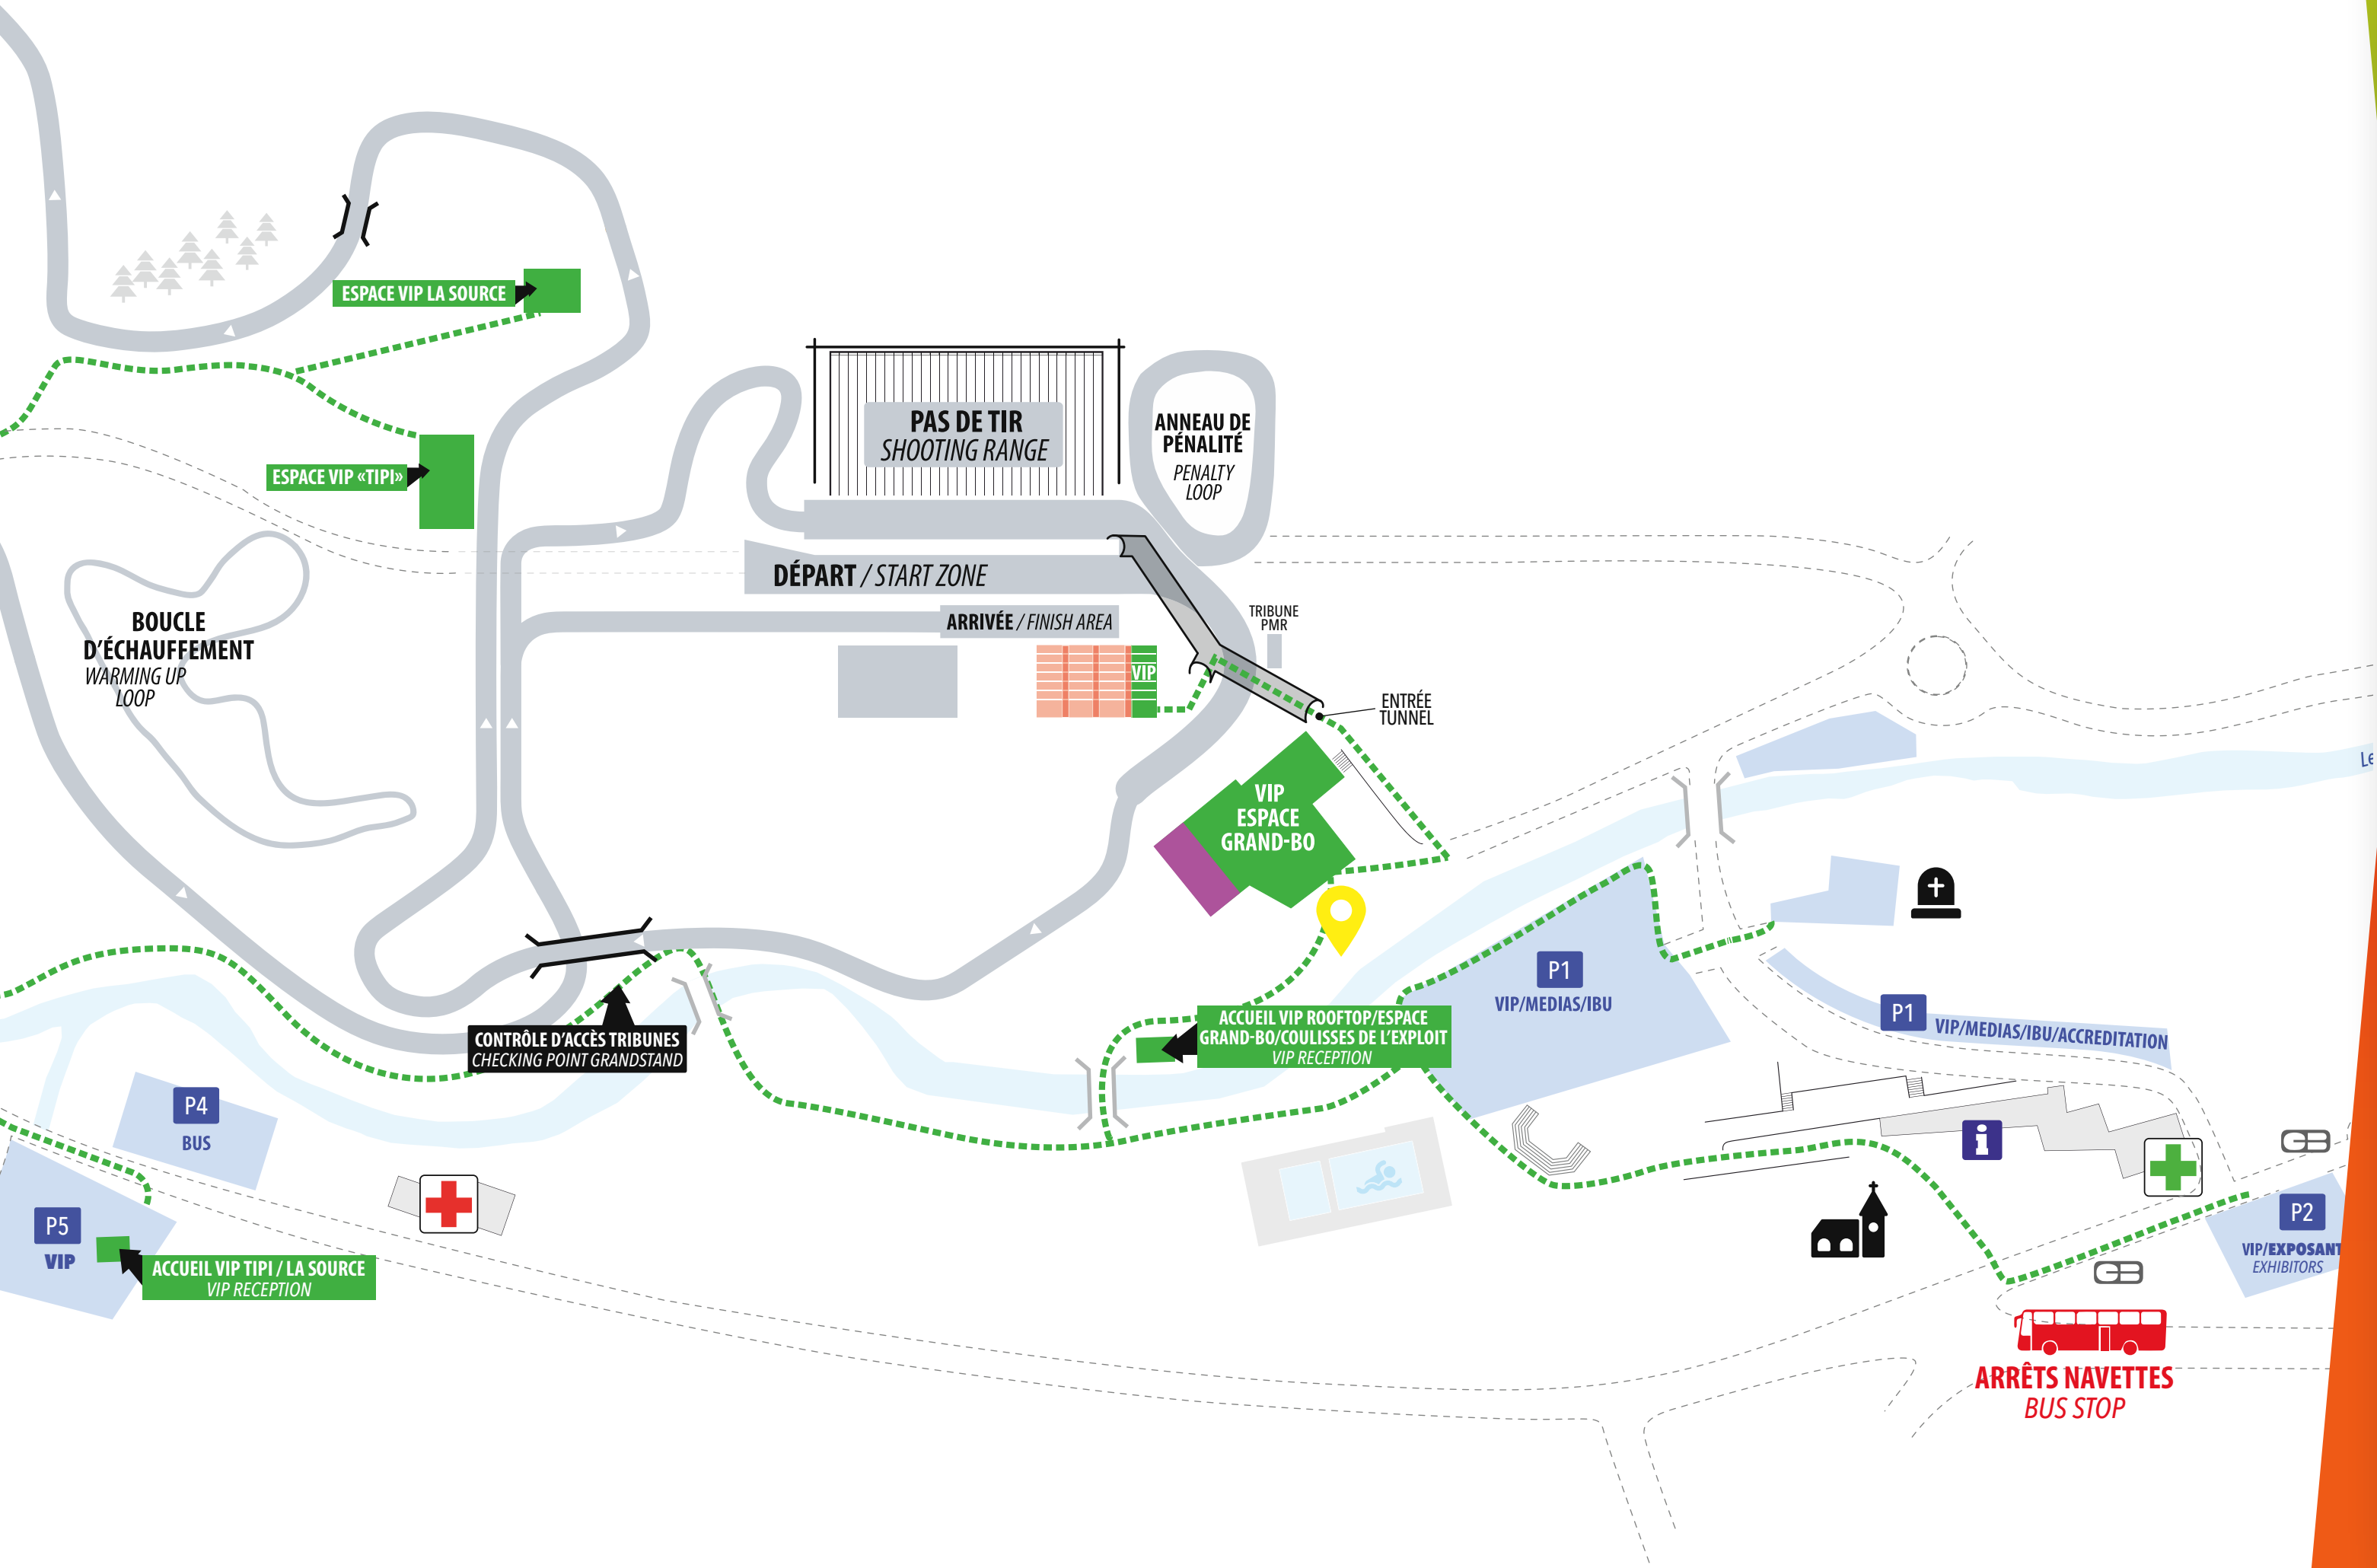 ESPACE VIP LA SOURCE
PAS DE TIR
SHOOTING RANGE
ANNEAU DE
PÉNALITÉ
PENALTY
LOOP
ESPACE VIP «TIPI»
DÉPART / START ZONE
ARRIVÉE / FINISH AREA
TRIBUNE
PMR
BOUCLE
D'ÉCHAUFFEMENT
WARMING UP
LOOP
VIP
ENTRÉE
TUNNEL
Le
VIP
ESPACE
GRAND-BO
P1
VIP/MEDIAS/IBU
P1
VIP/MEDIAS/IBU/ACCREDITATION
ACCUEIL VIP ROOFTOP/ESPACE
GRAND-BO/COULISSES DE L'EXPLOIT
VIP RECEPTION
CONTRÔLE D'ACCÈS TRIBUNES
CHECKING POINT GRANDSTAND
P4
BUS
i
P5
VIP
ACCUEIL VIP TIPI / LA SOURCE
VIP RECEPTION
P2
VIP/EXPOSANT
EXHIBITORS
CB
CB
ARRÊTS NAVETTES
BUS STOP